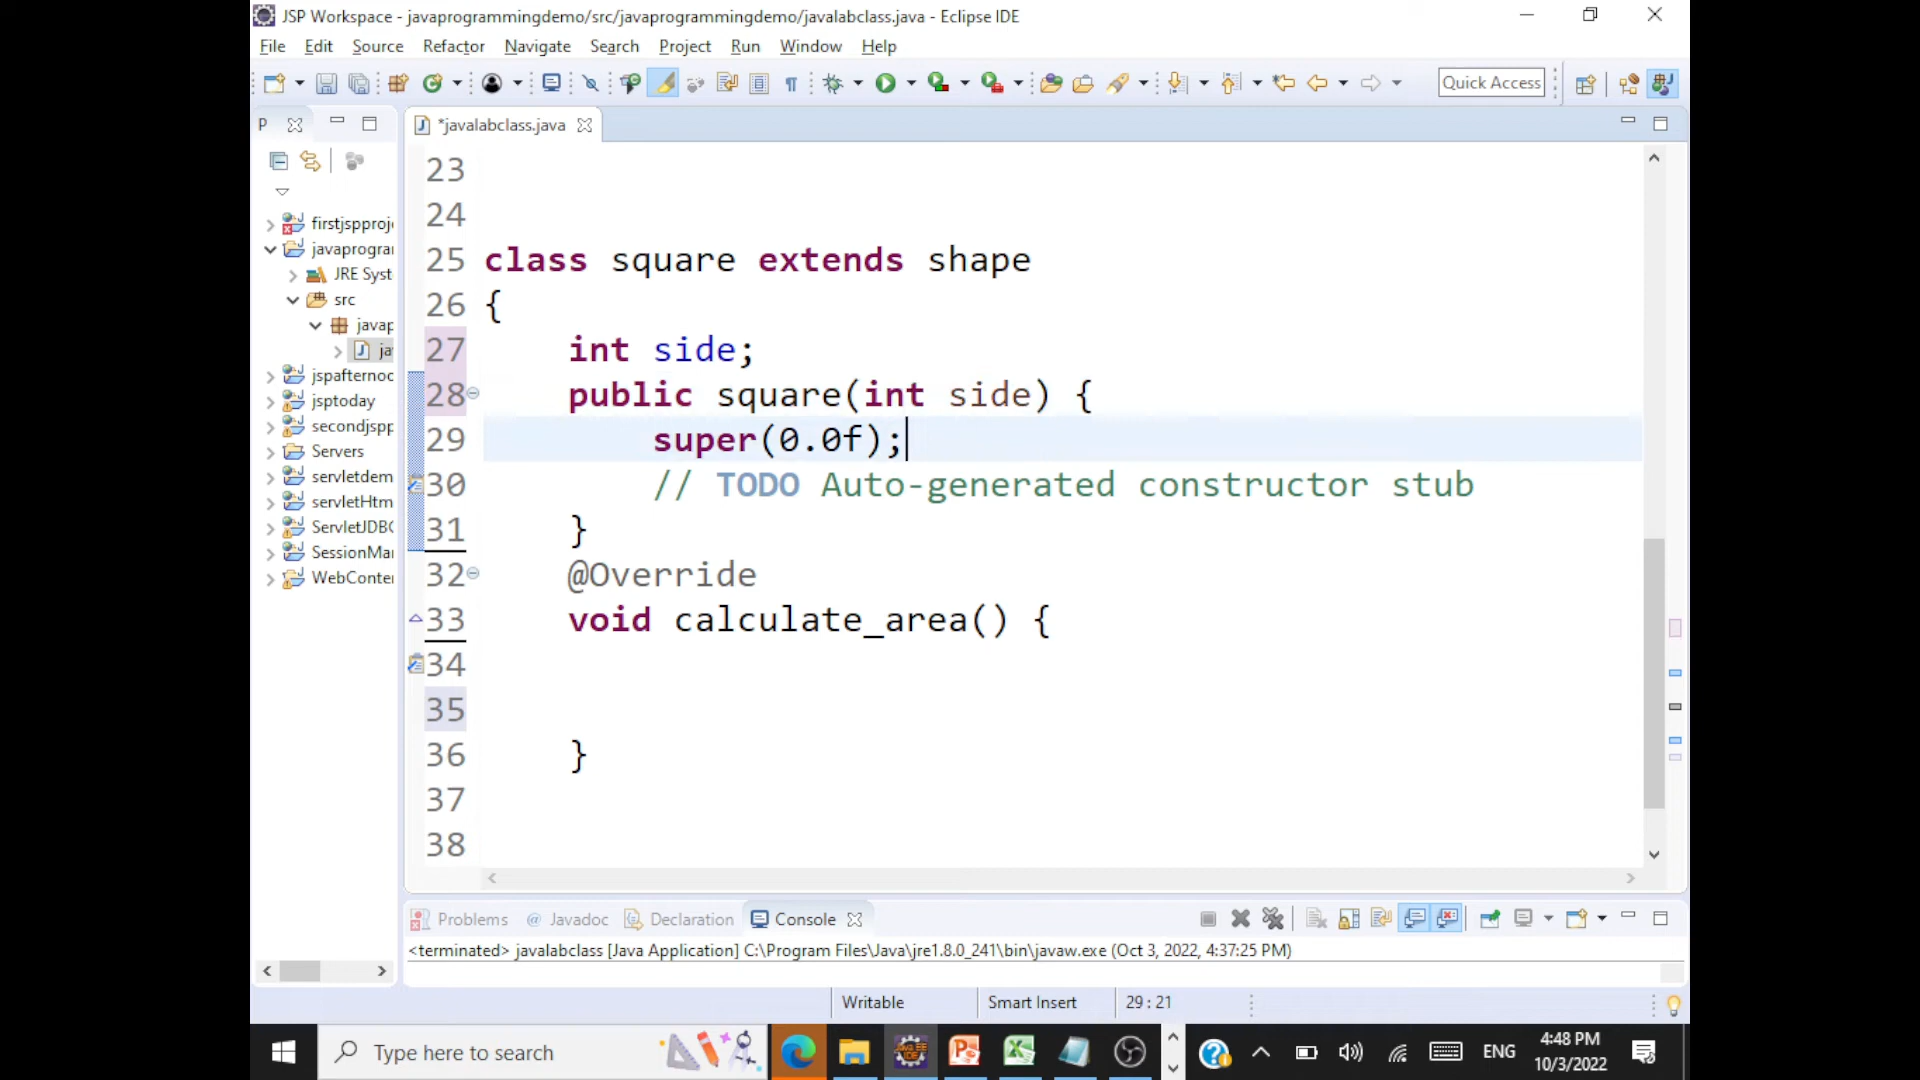 JSP Workspace - javaprogrammingdemo/src/javaprogrammingdemo/javalabclass.java - Eclipse IDE
File Edit Source Refactor Navigate Search Project Run Window Help
Quick Access
P
*javalabclass.java
firstjspproj
javaprogran
JRE Syst
src
javap
ja
jspafternoc
jsptoday
secondjspp
Servers
servletdem
servletHtm
ServletJDBC
SessionMai
WebConter
23
24
25 class square extends shape
26 {
27 int side;
28 public square(int side) {
29 super(0.0f);
30 // TODO Auto-generated constructor stub
31 }
32 @Override
33 void calculate_area() {
34
35
36 }
37
38
Problems @ Javadoc Declaration Console
<terminated> javalabclass [Java Application] C:\Program Files\Java\jre1.8.0_241\bin\javaw.exe (Oct 3, 2022, 4:37:25 PM)
Writable Smart Insert 29 : 21
Type here to search
ENG
4:48 PM
10/3/2022